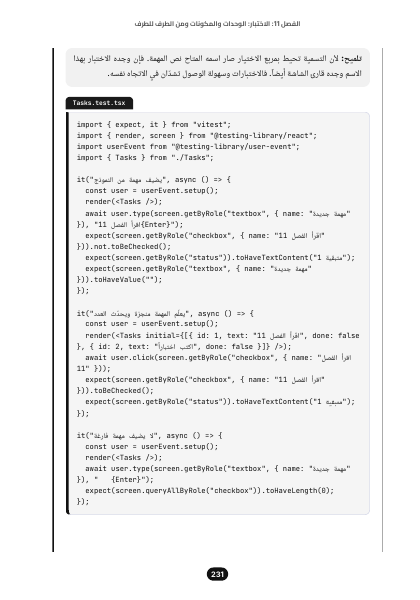 الفصل 11: الاختبار: الوحدات والمكونات ومن الطرف للطرف
تلميح: لأن التسمية تحيط بمربع الاختيار صار اسمه المتاح نص المهمة. فإن وجده الاختبار بهذا
الاسم وجده قارئ الشاشة أيضاً. فالاختبارات وسهولة الوصول تشدّان في الاتجاه نفسه.
Tasks.test.tsx
import { expect, it } from "vitest";
import { render, screen } from "@testing-library/react";
import userEvent from "@testing-library/user-event";
import { Tasks } from "./Tasks";
it("يضيف مهمة من النموذج", async () => {
const user = userEvent.setup();
render(<Tasks />);
await user.type(screen.getByRole("textbox", { name: "مهمة جديدة"
}), "اقرأ الفصل 11{Enter}");
expect(screen.getByRole("checkbox", { name: "اقرأ الفصل 11"
})).not.toBeChecked();
expect(screen.getByRole("status")).toHaveTextContent("1 متبقية");
expect(screen.getByRole("textbox", { name: "مهمة جديدة"
})).toHaveValue("");
});
it("يعلّم المهمة منجزة ويحدّث العدد", async () => {
const user = userEvent.setup();
render(<Tasks initial={[{ id: 1, text: "اقرأ الفصل 11", done: false
}, { id: 2, text: "اكتب اختباراً", done: false }]} />);
await user.click(screen.getByRole("checkbox", { name: "اقرأ الفصل
11" }));
expect(screen.getByRole("checkbox", { name: "اقرأ الفصل 11"
})).toBeChecked();
expect(screen.getByRole("status")).toHaveTextContent("1 متبقية");
});
it("لا يضيف مهمة فارغة", async () => {
const user = userEvent.setup();
render(<Tasks />);
await user.type(screen.getByRole("textbox", { name: "مهمة جديدة"
}), "   {Enter}");
expect(screen.queryAllByRole("checkbox")).toHaveLength(0);
});
231